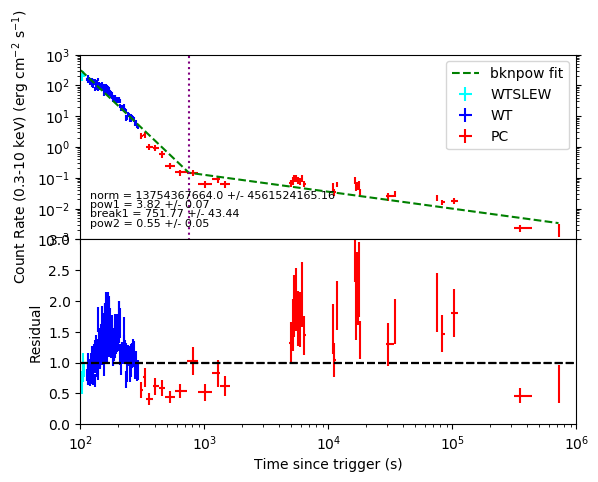 Count Rate (0.3-10 keV) (erg cm⁻² s⁻¹)
10³
10²
10¹
10⁰
10⁻¹
10⁻²
bknpow fit
WTSLEW
WT
PC
norm = 13754367664.0 +/- 4561524165.16
pow1 = 3.82 +/- 0.07
break1 = 751.77 +/- 43.44
pow2 = 0.55 +/- 0.05
Residual
3.0
2.5
2.0
1.5
1.0
0.5
0.0
10² 10³ 10⁴ 10⁵ 10⁶
Time since trigger (s)